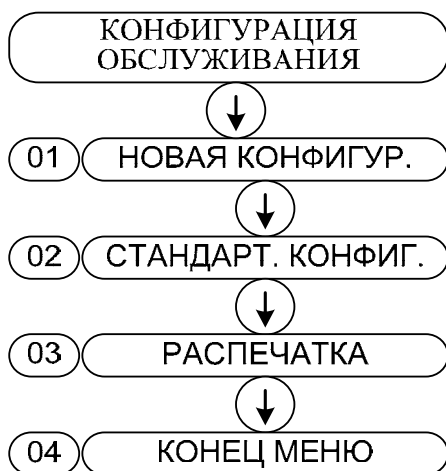 КОНФИГУРАЦИЯ
ОБСЛУЖИВАНИЯ
01 НОВАЯ КОНФИГУР.
02 СТАНДАРТ. КОНФИГ.
03 РАСПЕЧАТКА
04 КОНЕЦ МЕНЮ